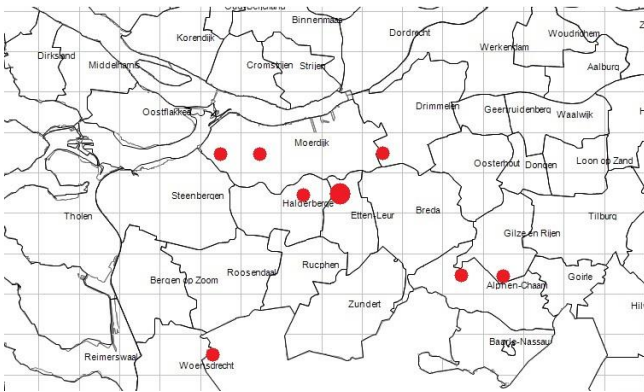 Binnenmaas
Woudrichem
Korendijk
Dordrecht
Werkendam
Dirksland
Middelharnis
Cromstrijen
Strijen
Aalburg
Oostflakkee
Drimmelen
Geertruidenberg
Waalwijk
Moerdijk
Oosterhout
Dongen
Loon op Zand
Steenbergen
Halderberge
Tholen
Etten-Leur
Breda
Tilburg
Gilze en Rijen
Bergen op Zoom
Roosendaal
Rucphen
Alphen-Chaam
Goirle
Zundert
Baarle-Nassau
Reimerswaal
Woensdrecht